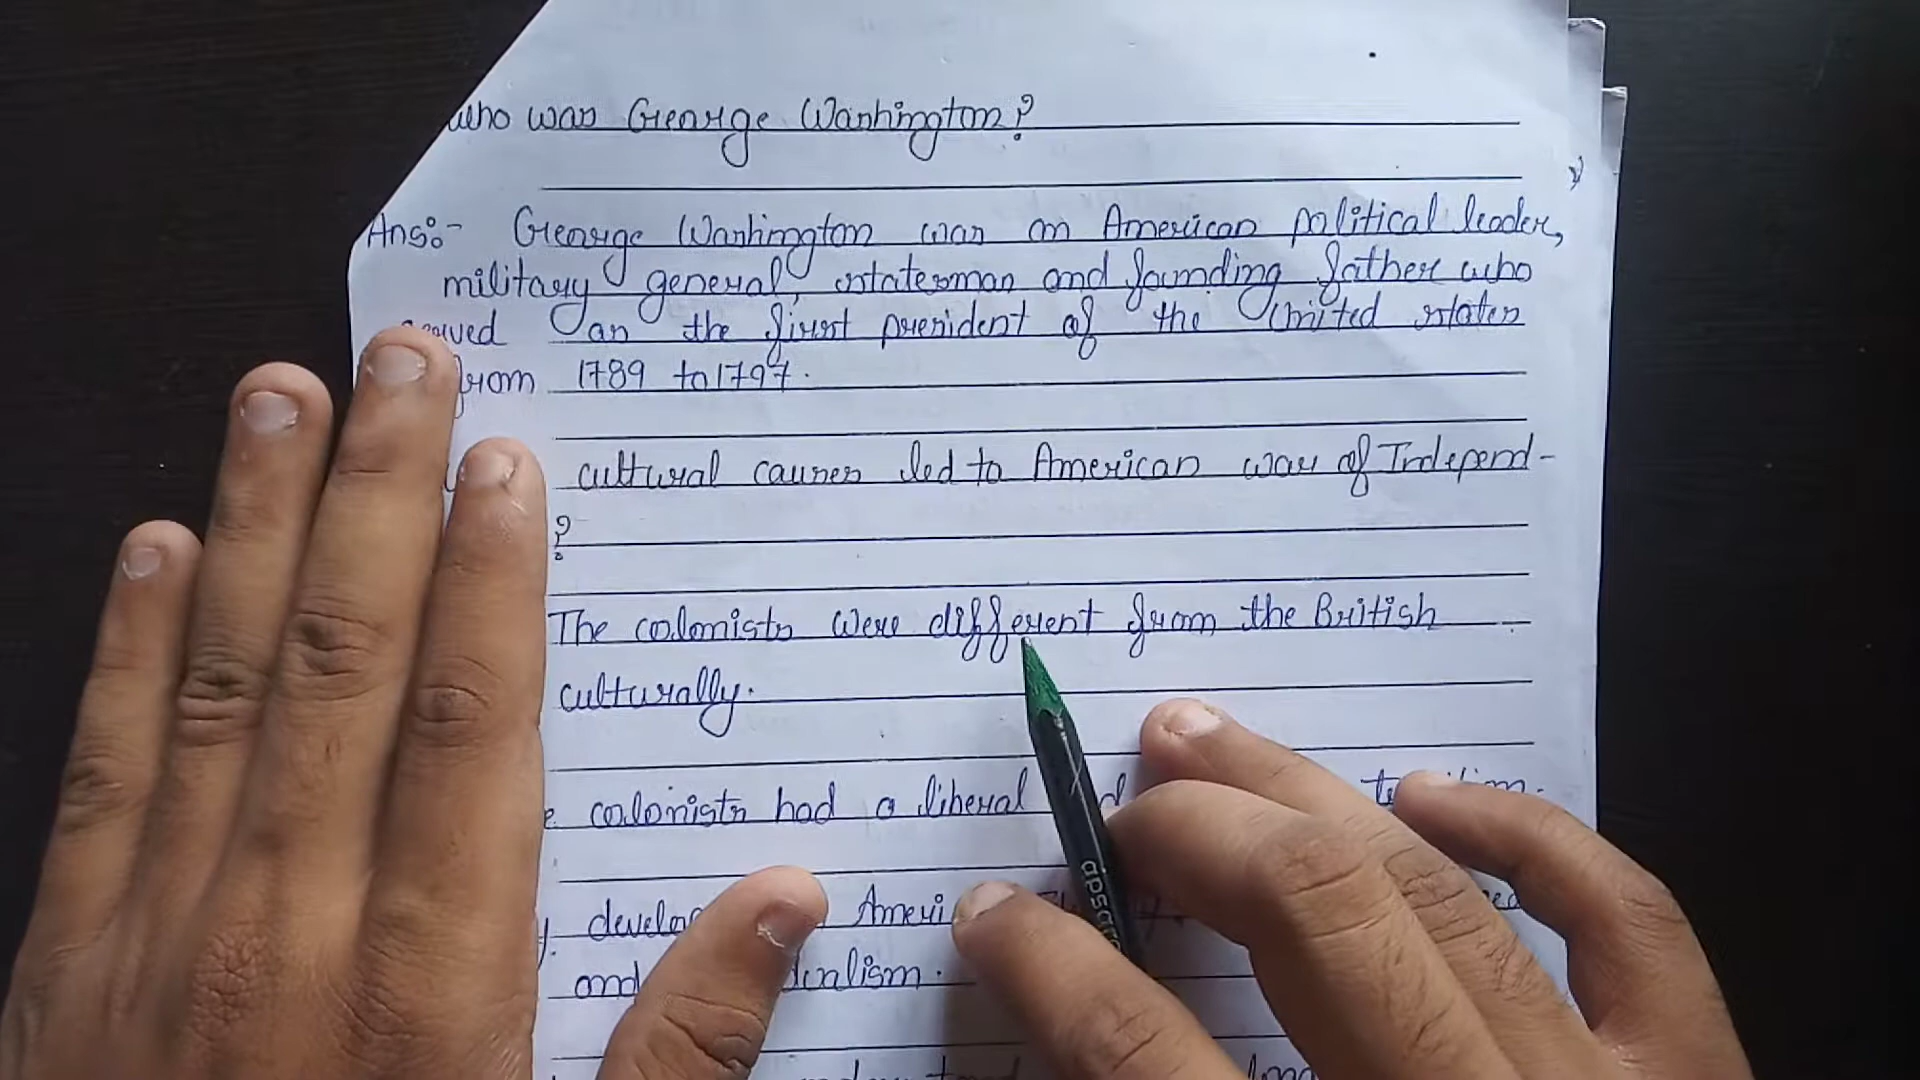 who was George Washington?
Ans:- George Washington was an American political leader,
military general, statesman and founding father who
served as the first president of the United states
from 1789 to 1797.
cultural causes led to American war of Independ-
?
The colonists were different from the British
culturally.
colonists had a liberal
develo Ameri
and
apsara